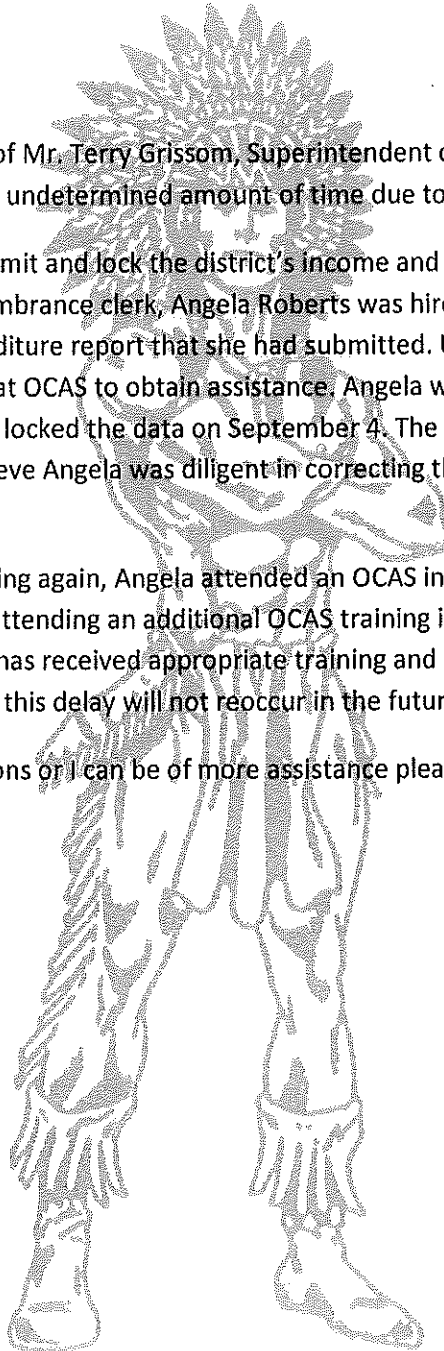 of Mr. Terry Grissom, Superintendent o
undetermined amount of time due to
mit and lock the district's income and
mbrance clerk, Angela Roberts was hire
diture report that she had submitted. U
at OCAS to obtain assistance. Angela w
locked the data on September 4. The
eve Angela was diligent in correcting th
ing again, Angela attended an OCAS in
ttending an additional OCAS training i
has received appropriate training and
this delay will not reoccur in the futur
ons or I can be of more assistance plea